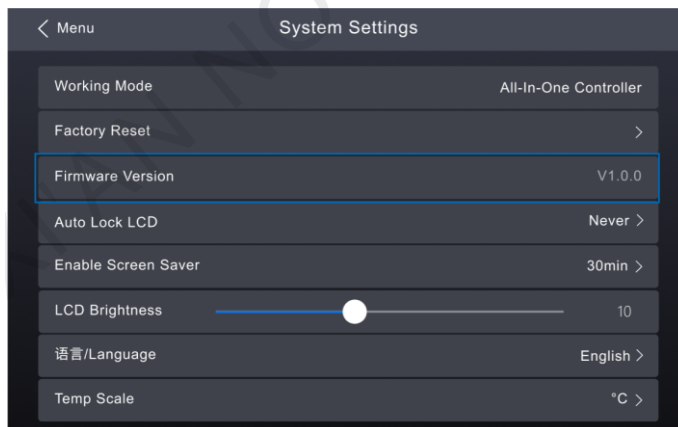 Menu System Settings
Working Mode All-In-One Controller
Factory Reset
Firmware Version V1.0.0
Auto Lock LCD Never
Enable Screen Saver 30min
LCD Brightness 10
语言/Language English
Temp Scale °C